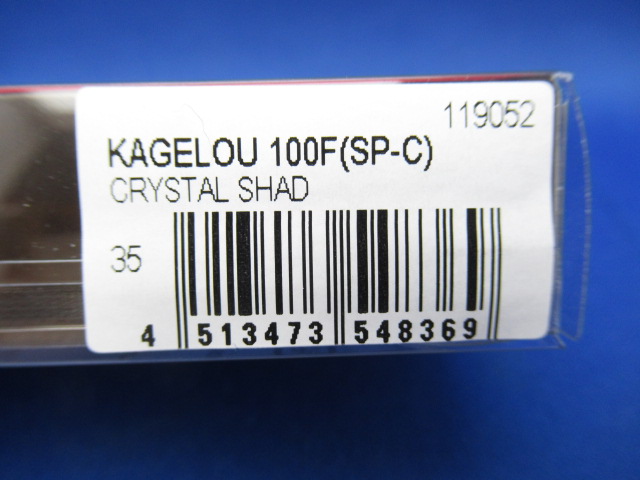 119052
KAGELOU 100F(SP-C)
CRYSTAL SHAD
35
4 513473 548369